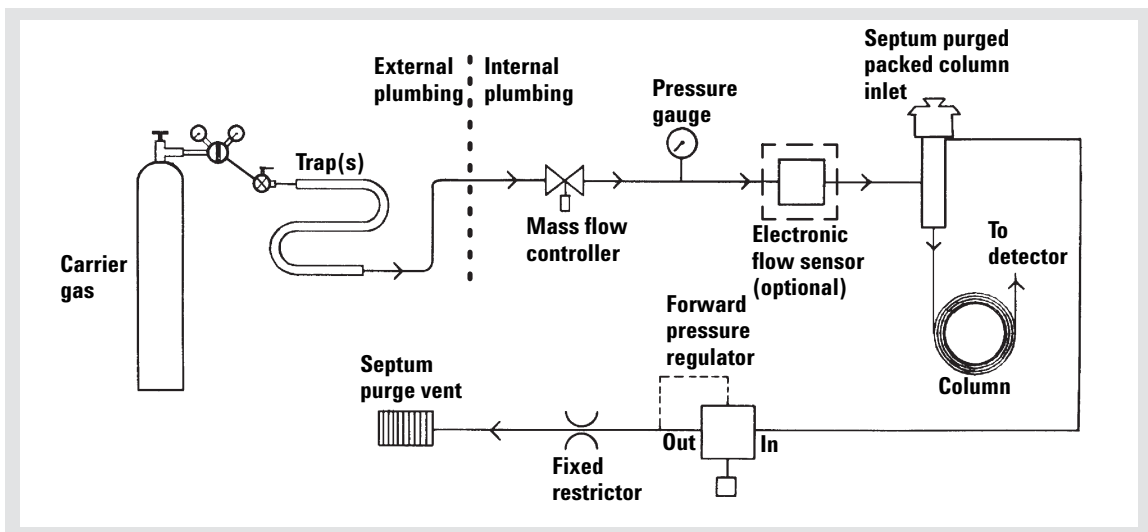 External
plumbing
Internal
plumbing
Septum purged
packed column
inlet
Pressure
gauge
Trap(s)
Mass flow
controller
Electronic
flow sensor
(optional)
To
detector
Carrier
gas
Forward
pressure
regulator
Column
Septum
purge vent
Out
In
Fixed
restrictor